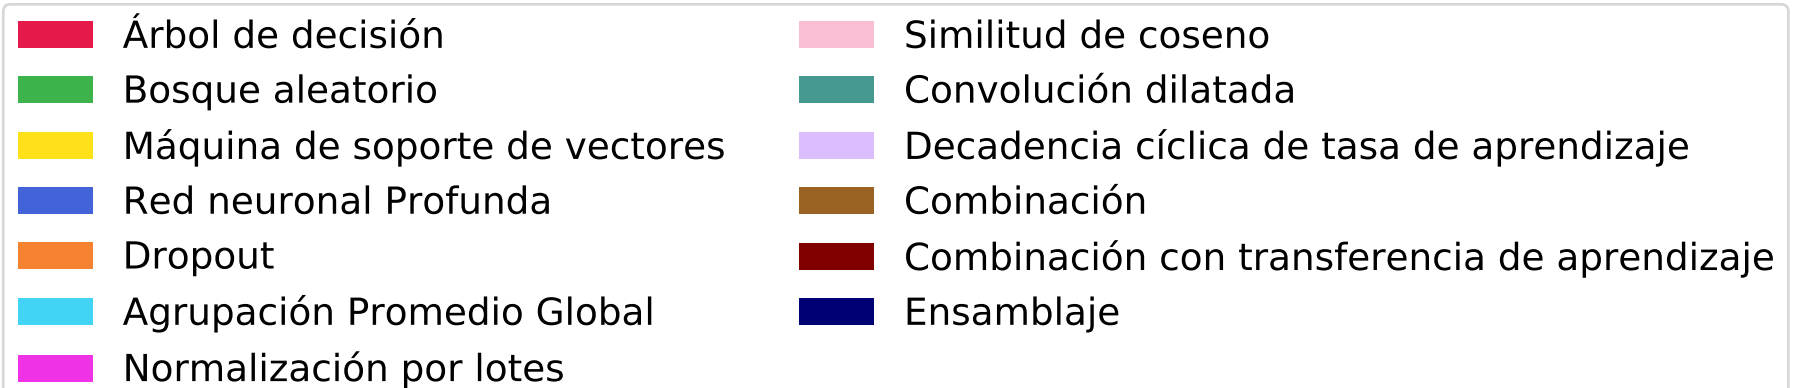 Árbol de decisión
Bosque aleatorio
Máquina de soporte de vectores
Red neuronal Profunda
Dropout
Agrupación Promedio Global
Normalización por lotes
Similitud de coseno
Convolución dilatada
Decadencia cíclica de tasa de aprendizaje
Combinación
Combinación con transferencia de aprendizaje
Ensamblaje